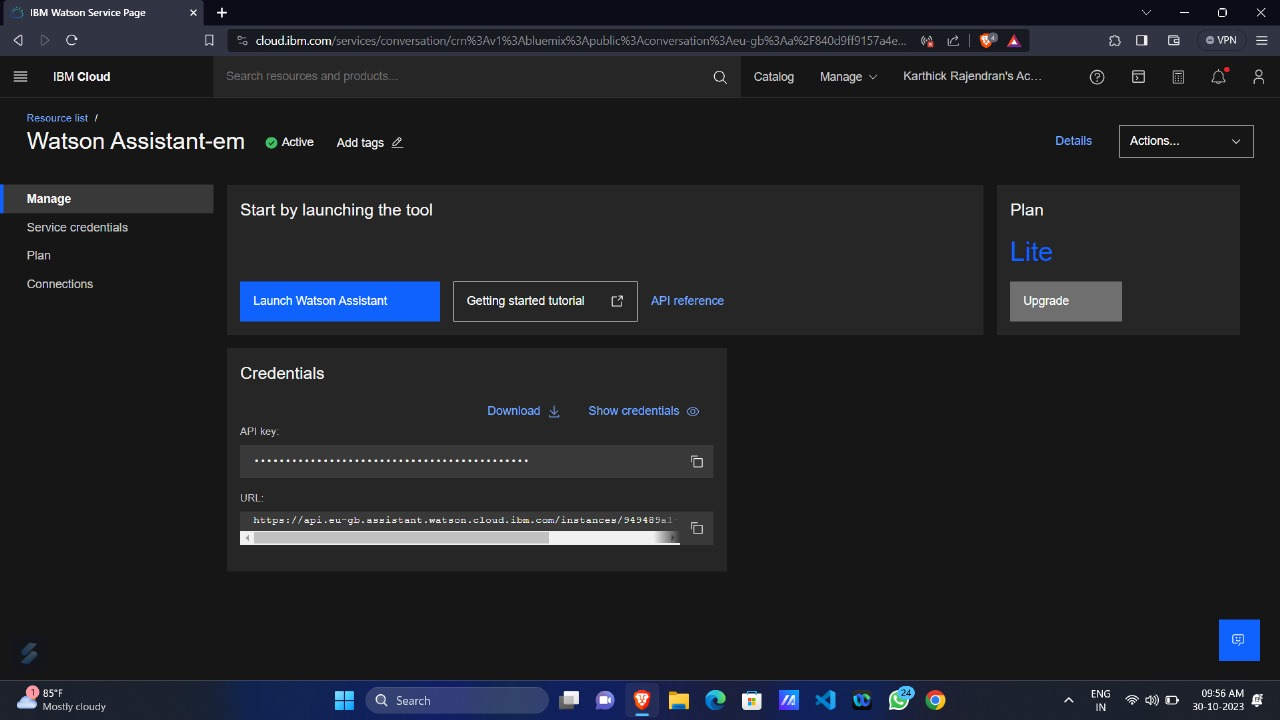 IBM Watson Service Page
cloud.ibm.com/services/conversation/crn%3Av1%3Abluemix%3Apublic%3Aconversation%3Aeu-gb%3Aa%2F840d9ff9157a4e...
4
VPN
IBM Cloud
Search resources and products...
Catalog
Manage
Karthick Rajendran's Ac...
Resource list /
Watson Assistant-em
Active
Add tags
Details
Actions...
Manage
Service credentials
Plan
Connections
Start by launching the tool
Launch Watson Assistant
Getting started tutorial
API reference
Plan
Lite
Upgrade
Credentials
Download
Show credentials
API key:
URL:
https://api.eu-gb.assistant.watson.cloud.ibm.com/instances/949489a1-
1
85°F
Mostly cloudy
Search
24
ENG
IN
09:56 AM
30-10-2023